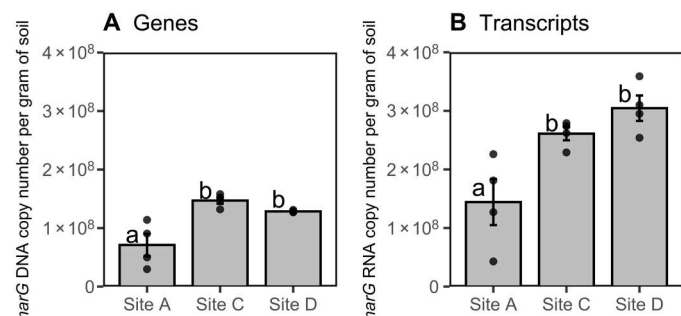 A Genes
narG DNA copy number per gram of soil
4 × 10⁸
3 × 10⁸
2 × 10⁸
1 × 10⁸
0
a
b
b
Site A Site C Site D
B Transcripts
narG RNA copy number per gram of soil
4 × 10⁸
3 × 10⁸
2 × 10⁸
1 × 10⁸
0
a
b
b
Site A Site C Site D